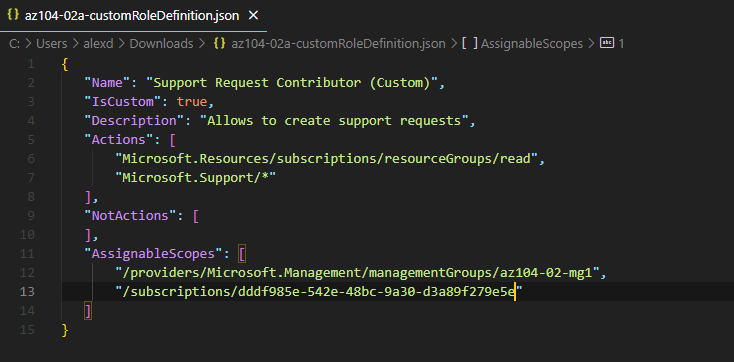 az104-02a-customRoleDefinition.json
C: > Users > alexd > Downloads > {} az104-02a-customRoleDefinition.json > [ ] AssignableScopes > abc 1
1 {
2 "Name": "Support Request Contributor (Custom)",
3 "IsCustom": true,
4 "Description": "Allows to create support requests",
5 "Actions": [
6 "Microsoft.Resources/subscriptions/resourceGroups/read",
7 "Microsoft.Support/*"
8 ],
9 "NotActions": [
10 ],
11 "AssignableScopes": [
12 "/providers/Microsoft.Management/managementGroups/az104-02-mg1",
13 "/subscriptions/dddf985e-542e-48bc-9a30-d3a89f279e5e"
14 ]
15 }